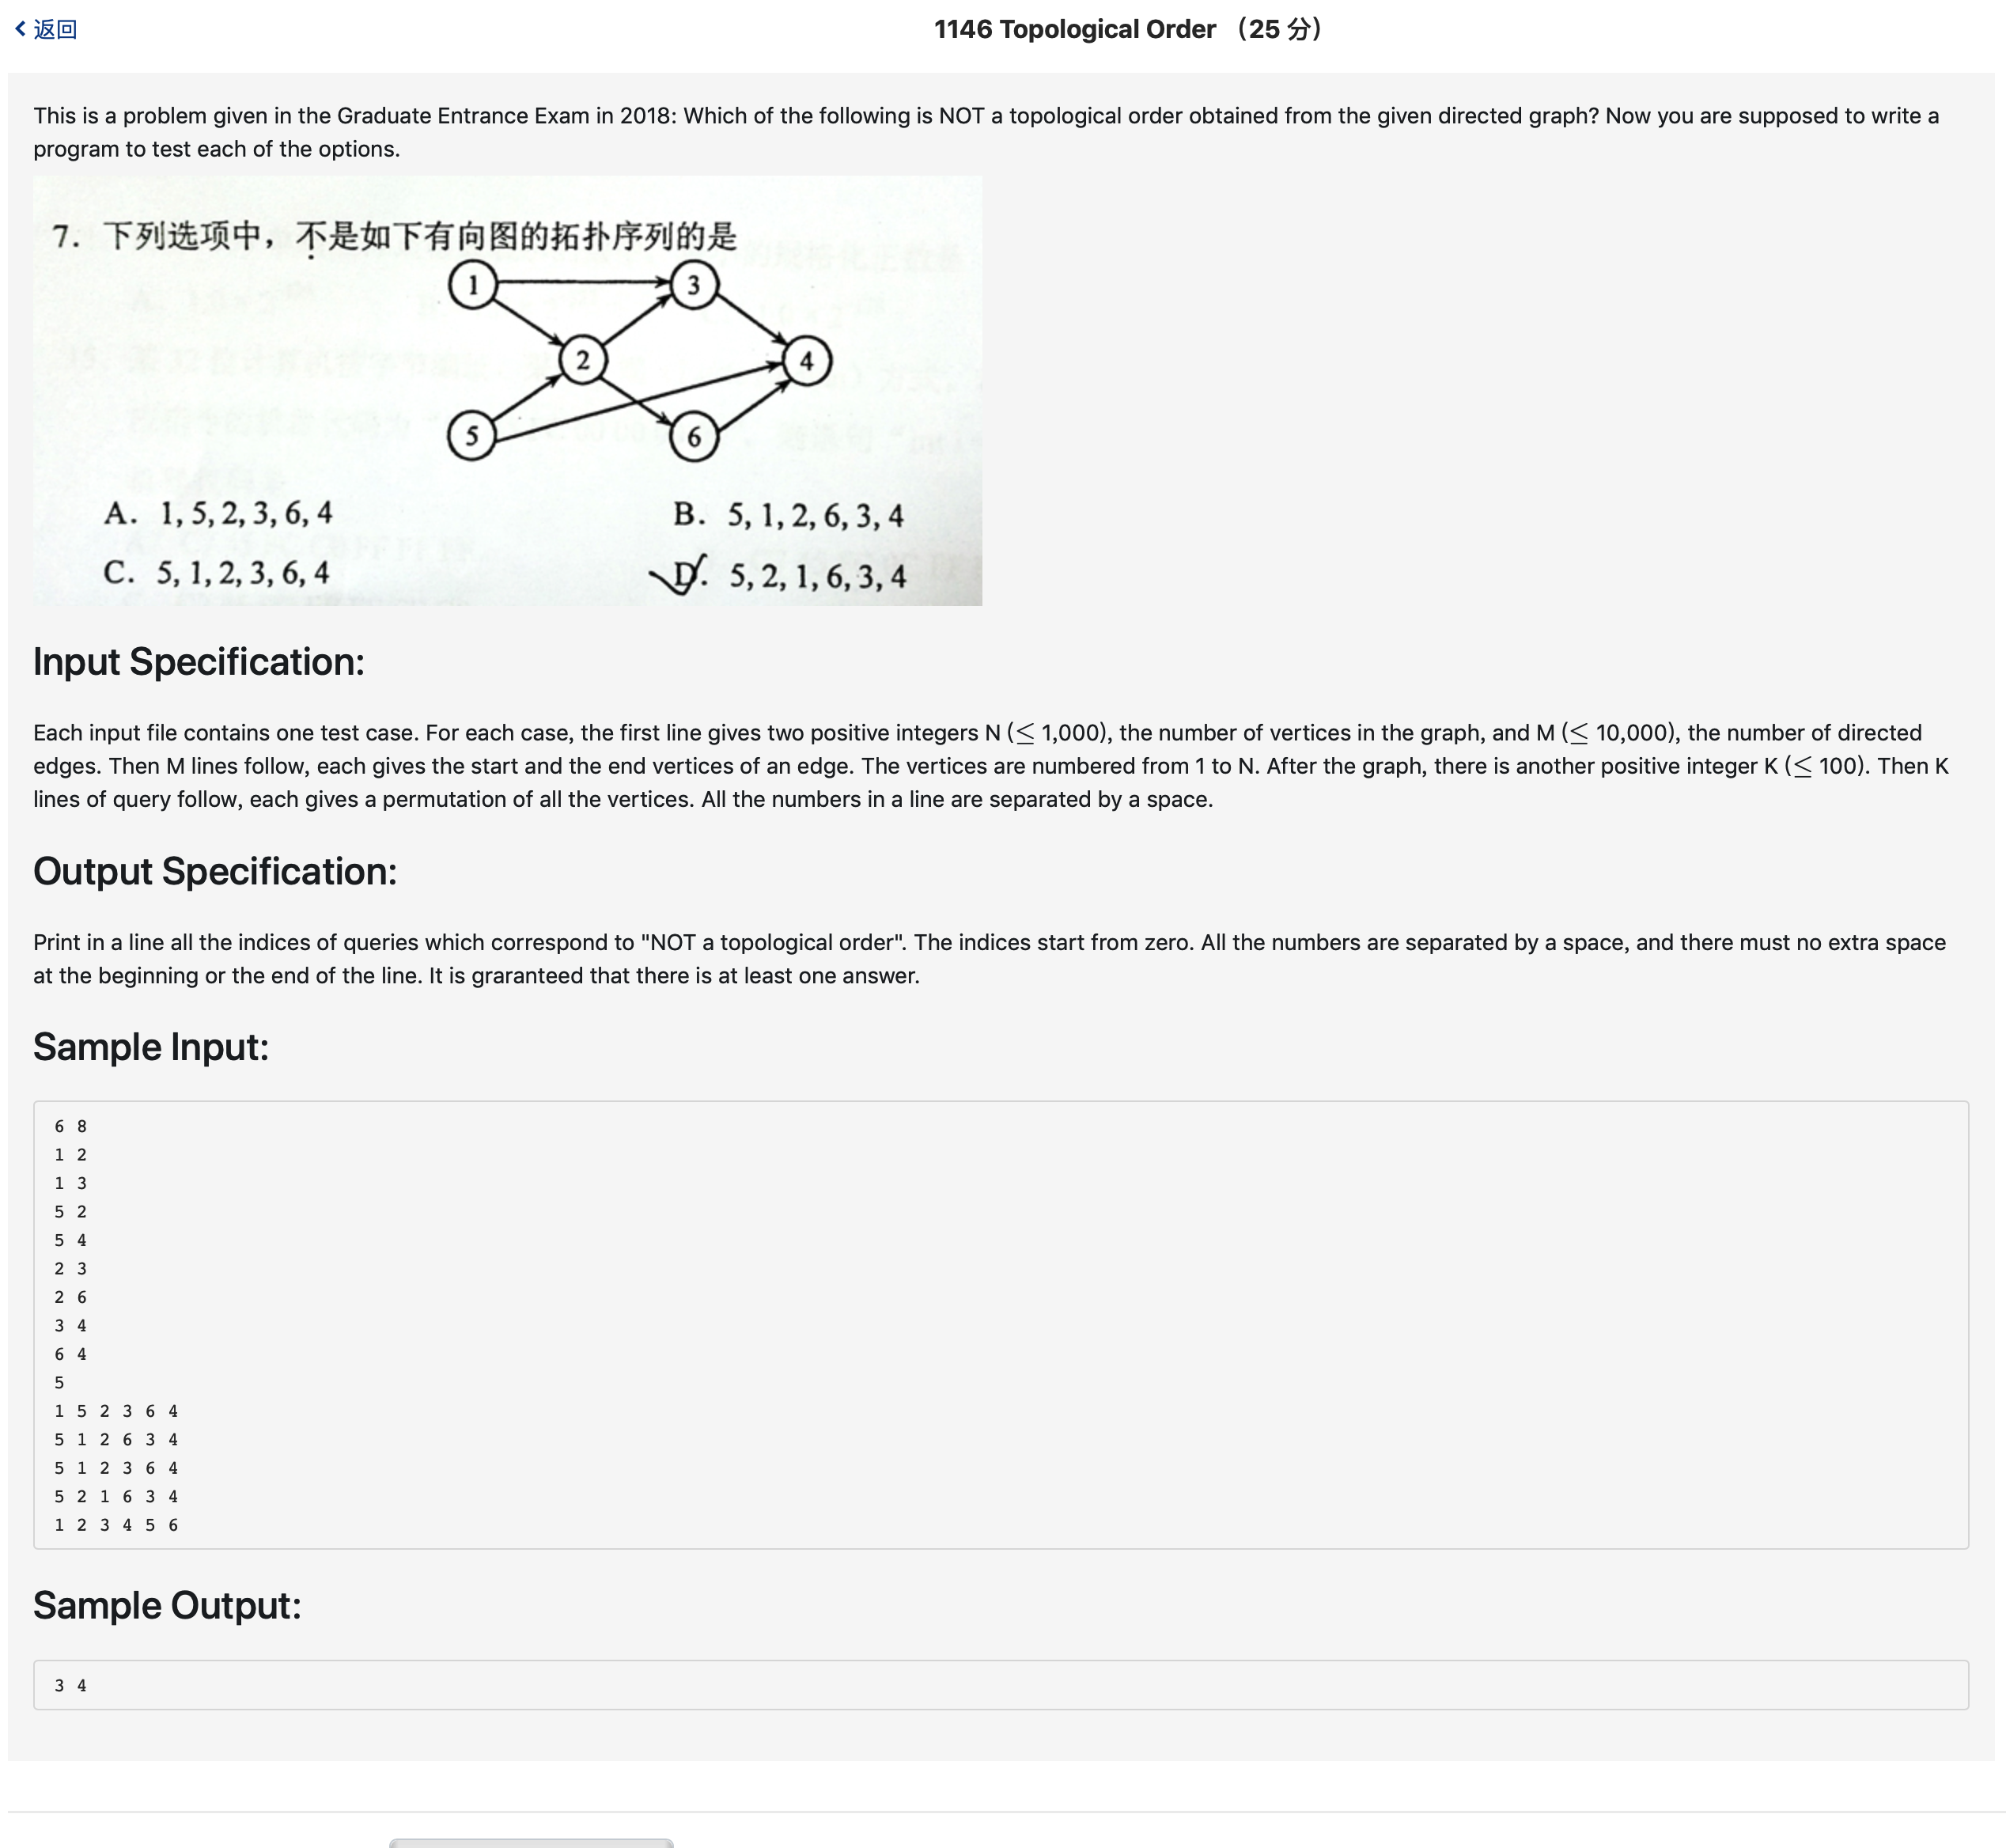 返回
1146 Topological Order （25 分）
This is a problem given in the Graduate Entrance Exam in 2018: Which of the following is NOT a topological order obtained from the given directed graph? Now you are supposed to write a
program to test each of the options.
7. 下列选项中，不是如下有向图的拓扑序列的是
1 3
2 4
5 6
A. 1, 5, 2, 3, 6, 4 B. 5, 1, 2, 6, 3, 4
C. 5, 1, 2, 3, 6, 4 D. 5, 2, 1, 6, 3, 4
Input Specification:
Each input file contains one test case. For each case, the first line gives two positive integers N (≤ 1,000), the number of vertices in the graph, and M (≤ 10,000), the number of directed
edges. Then M lines follow, each gives the start and the end vertices of an edge. The vertices are numbered from 1 to N. After the graph, there is another positive integer K (≤ 100). Then K
lines of query follow, each gives a permutation of all the vertices. All the numbers in a line are separated by a space.
Output Specification:
Print in a line all the indices of queries which correspond to "NOT a topological order". The indices start from zero. All the numbers are separated by a space, and there must no extra space
at the beginning or the end of the line. It is graranteed that there is at least one answer.
Sample Input:
6 8
1 2
1 3
5 2
5 4
2 3
2 6
3 4
6 4
5
1 5 2 3 6 4
5 1 2 6 3 4
5 1 2 3 6 4
5 2 1 6 3 4
1 2 3 4 5 6
Sample Output:
3 4